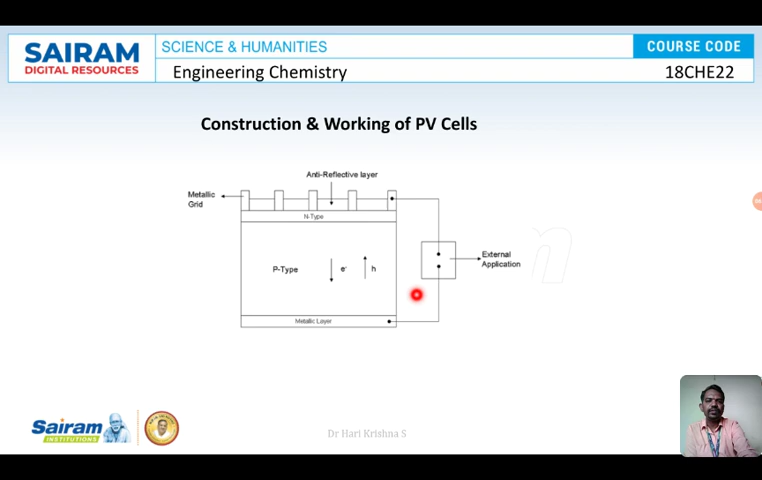 SAIRAM
DIGITAL RESOURCES
SCIENCE & HUMANITIES
COURSE CODE
Engineering Chemistry
18CHE22
Construction & Working of PV Cells
Anti-Reflective layer
Metallic
Grid
N-Type
P-Type
e⁻
h
External
Application
Metallic Layer
n
Sairam
INSTITUTIONS
Dr Hari Krishna S